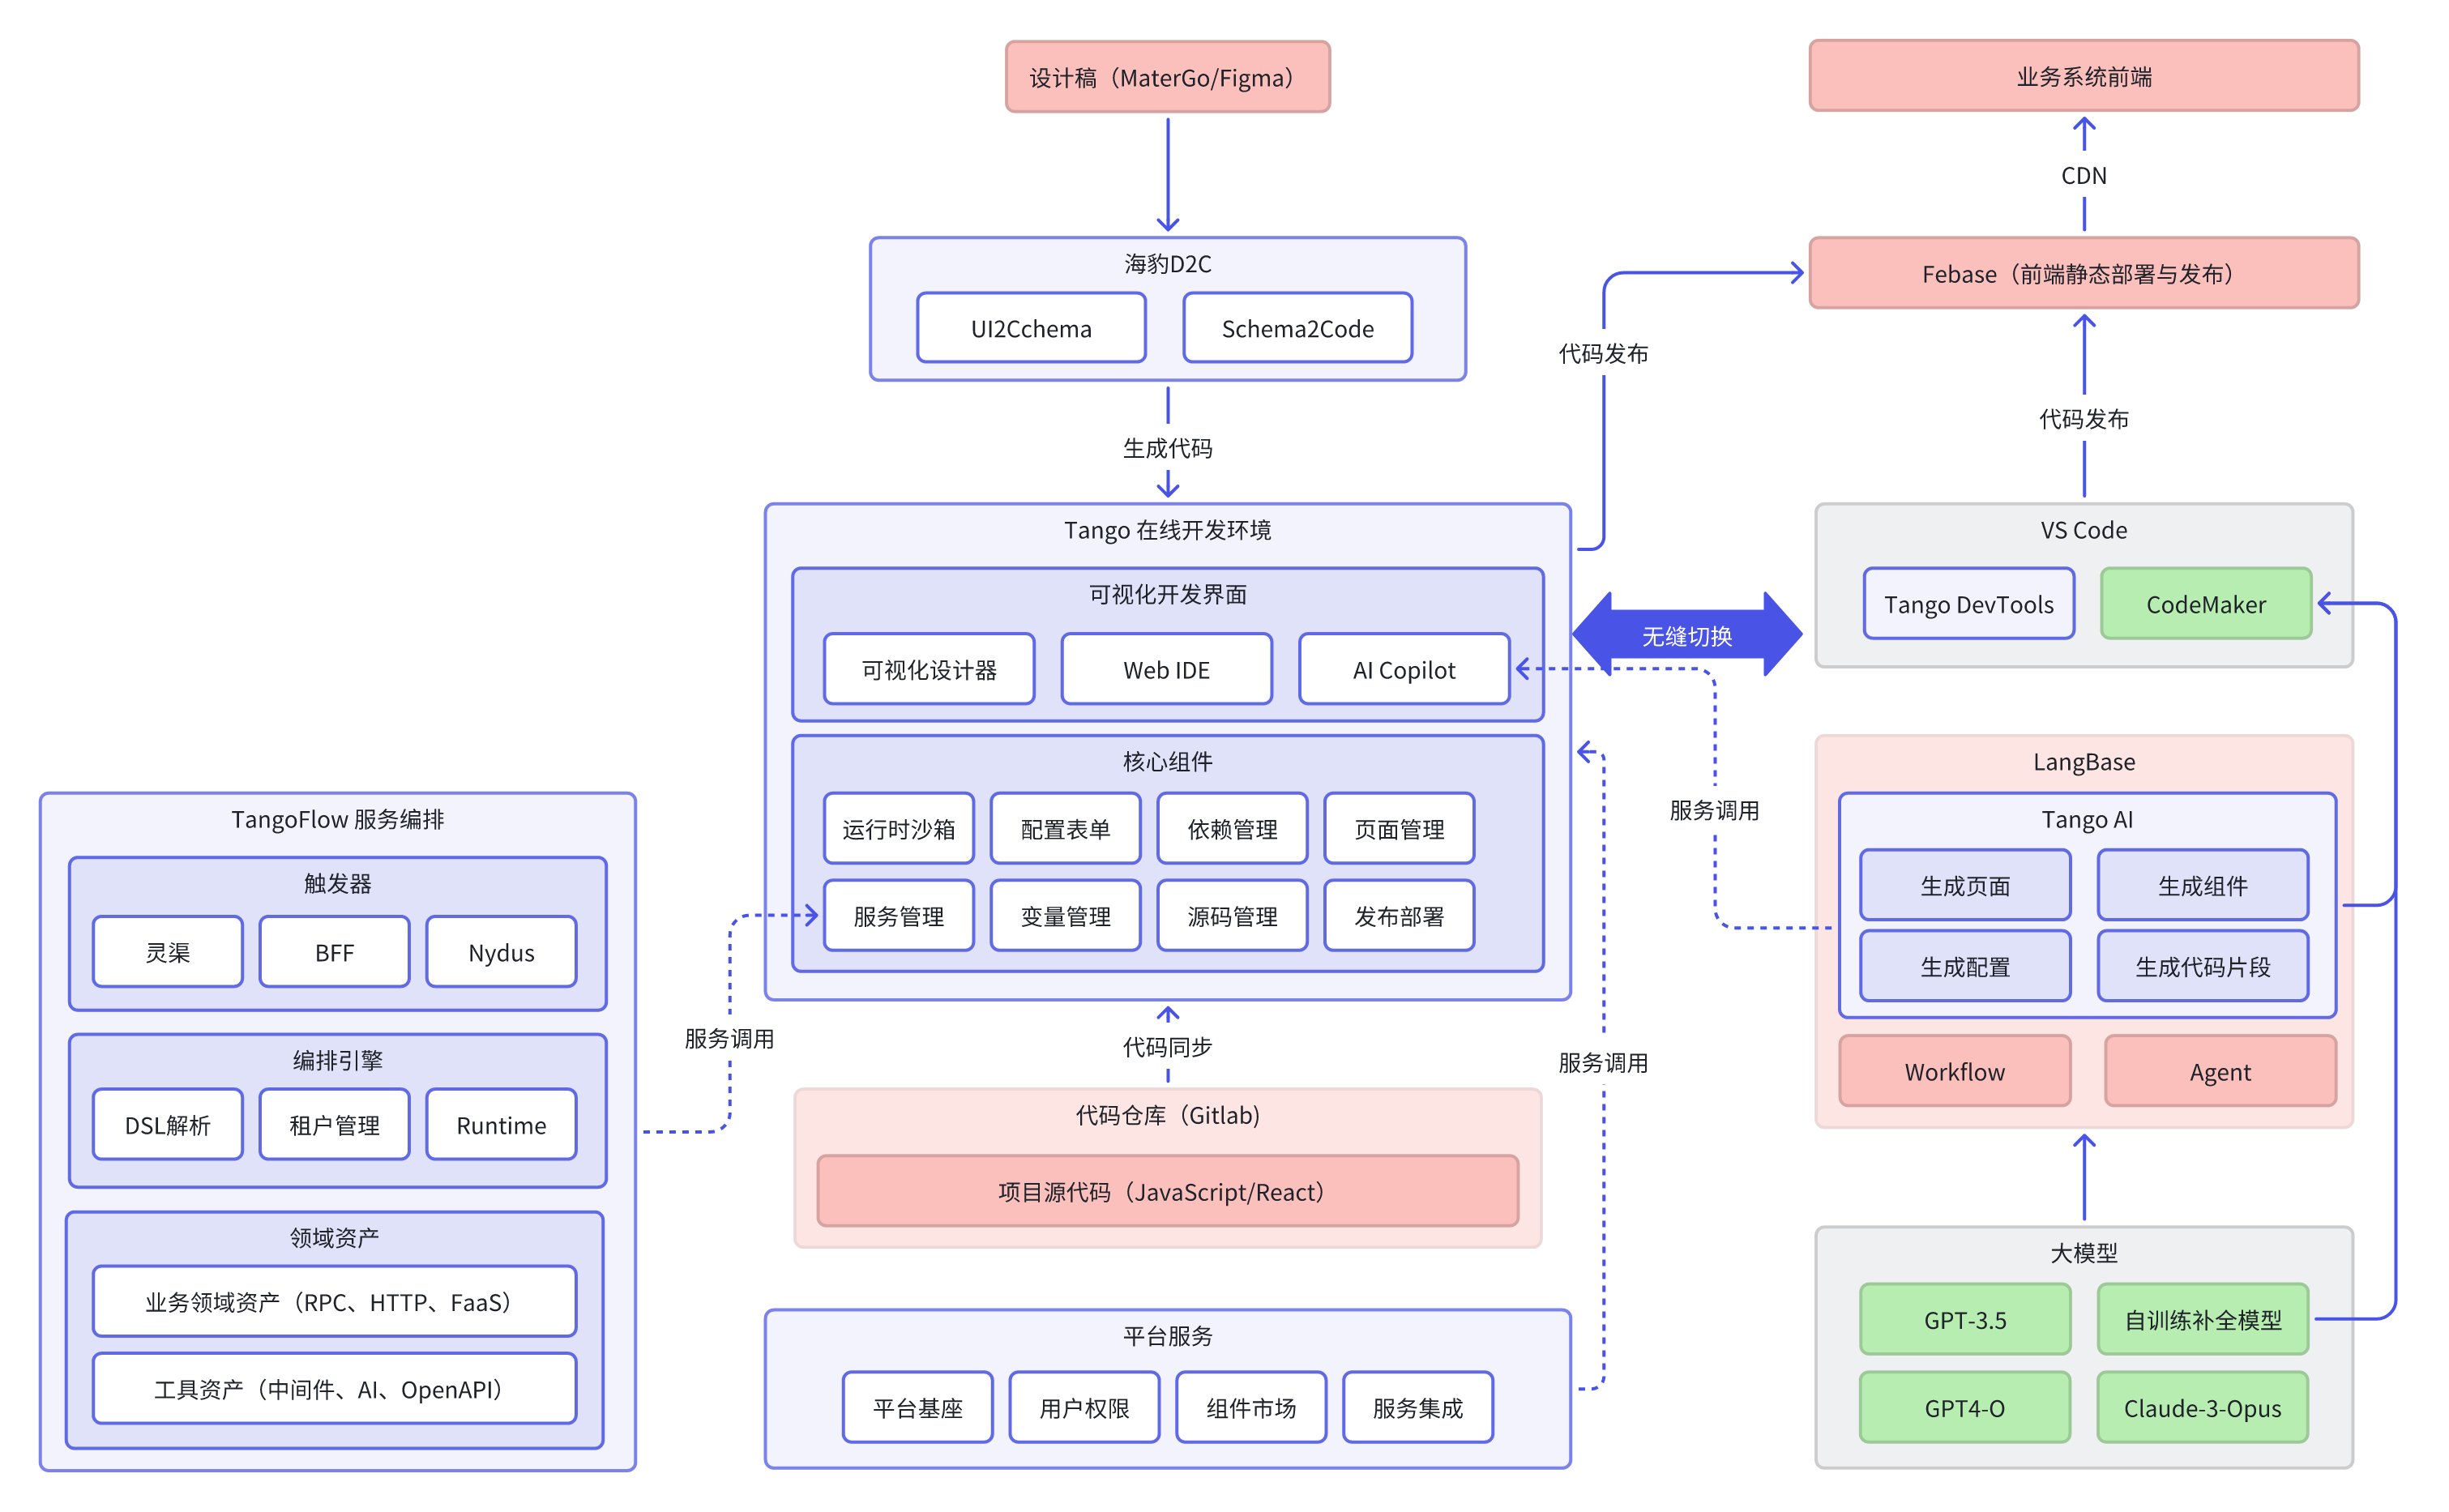 设计稿（MaterGo/Figma）
业务系统前端
CDN
海豹D2C
UI2Cchema
Schema2Code
Febase（前端静态部署与发布）
代码发布
代码发布
生成代码
Tango 在线开发环境
可视化开发界面
可视化设计器
Web IDE
AI Copilot
无缝切换
VS Code
Tango DevTools
CodeMaker
核心组件
运行时沙箱
配置表单
依赖管理
页面管理
服务管理
变量管理
源码管理
发布部署
服务调用
LangBase
Tango AI
生成页面
生成组件
生成配置
生成代码片段
Workflow
Agent
TangoFlow 服务编排
触发器
灵渠
BFF
Nydus
编排引擎
DSL解析
租户管理
Runtime
领域资产
业务领域资产（RPC、HTTP、FaaS）
工具资产（中间件、AI、OpenAPI）
服务调用
代码同步
服务调用
代码仓库（Gitlab)
项目源代码（JavaScript/React）
平台服务
平台基座
用户权限
组件市场
服务集成
大模型
GPT-3.5
自训练补全模型
GPT4-O
Claude-3-Opus